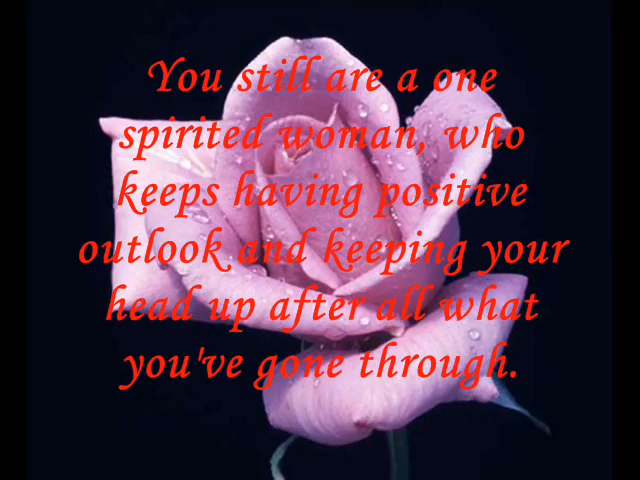 You still are a one
spirited woman, who
keeps having positive
outlook and keeping your
head up after all what
you've gone through.